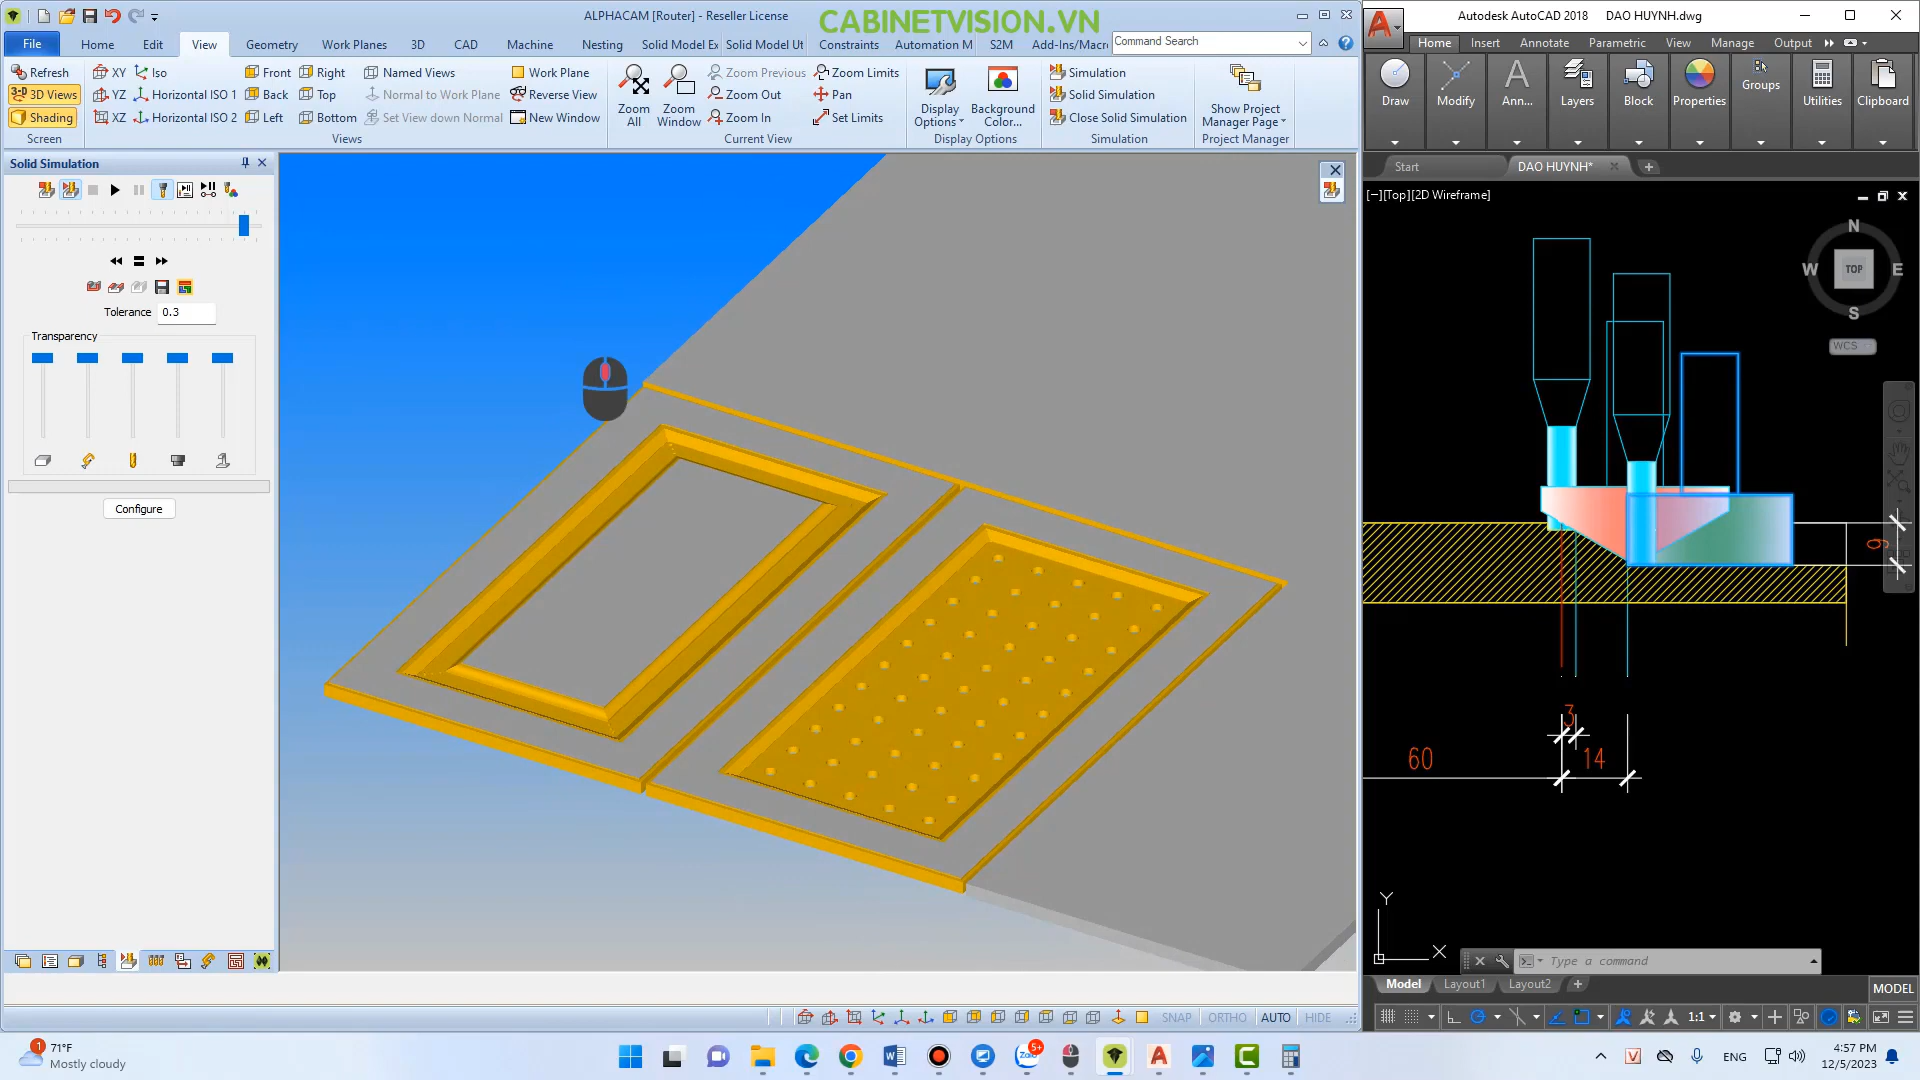 ALPHACAM [Router] - Reseller License
CABINETVISION.VN
File Home Edit View Geometry Work Planes 3D CAD Machine Nesting Solid Model Ex Solid Model Ut Constraints Automation M S2M Add-Ins/Macr Command Search
Refresh
3D Views
Shading
Screen
XY Iso Front Right Named Views Work Plane
YZ Horizontal ISO 1 Back Top Normal to Work Plane Reverse View
XZ Horizontal ISO 2 Left Bottom Set View down Normal New Window
Views
Zoom All
Zoom Window
Zoom Previous Zoom Limits
Zoom Out Pan
Zoom In Set Limits
Current View
Display Options
Background Color...
Display Options
Simulation
Solid Simulation
Close Solid Simulation
Simulation
Show Project Manager Page
Project Manager
Solid Simulation
Tolerance 0.3
Transparency
Configure
SNAP ORTHO AUTO HIDE
Autodesk AutoCAD 2018 DAO HUYNH.dwg
Home Insert Annotate Parametric View Manage Output
Draw Modify Ann... Layers Block Properties Groups Utilities Clipboard
Start DAO HUYNH*
[−][Top][2D Wireframe]
N
W TOP E
S
WCS
9
3
60 14
Y
X
Type a command
Model Layout1 Layout2
MODEL
1:1
1
71°F
Mostly cloudy
5+
ENG
4:57 PM
12/5/2023